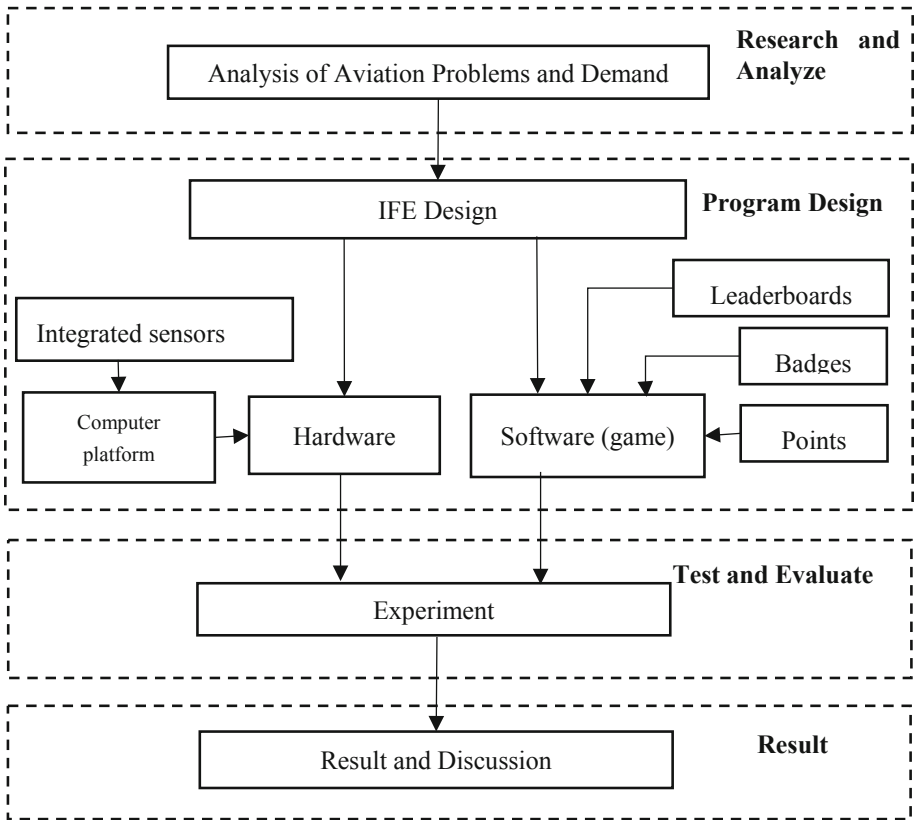 Research and
Analyze
Analysis of Aviation Problems and Demand
Program Design
IFE Design
Leaderboards
Integrated sensors
Badges
Computer
platform
Hardware
Software (game)
Points
Test and Evaluate
Experiment
Result
Result and Discussion